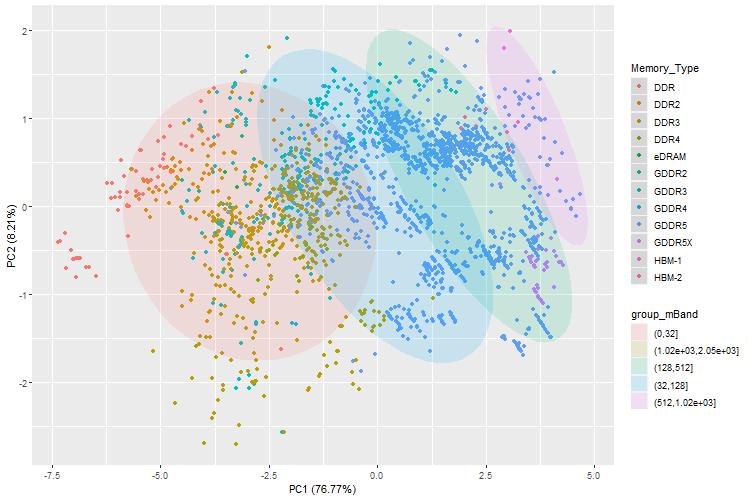 2
1
0
-1
-2
-7.5
-5.0
-2.5
0.0
2.5
5.0
PC1 (76.77%)
PC2 (6.21%)
Memory_Type
DDR
DDR2
DDR3
DDR4
eDRAM
GDDR2
GDDR3
GDDR4
GDDR5
GDDR5X
HBM-1
HBM-2
group_mBand
(0,32]
(1.02e+03,2.05e+03]
(128,512]
(32,128]
(512,1.02e+03]